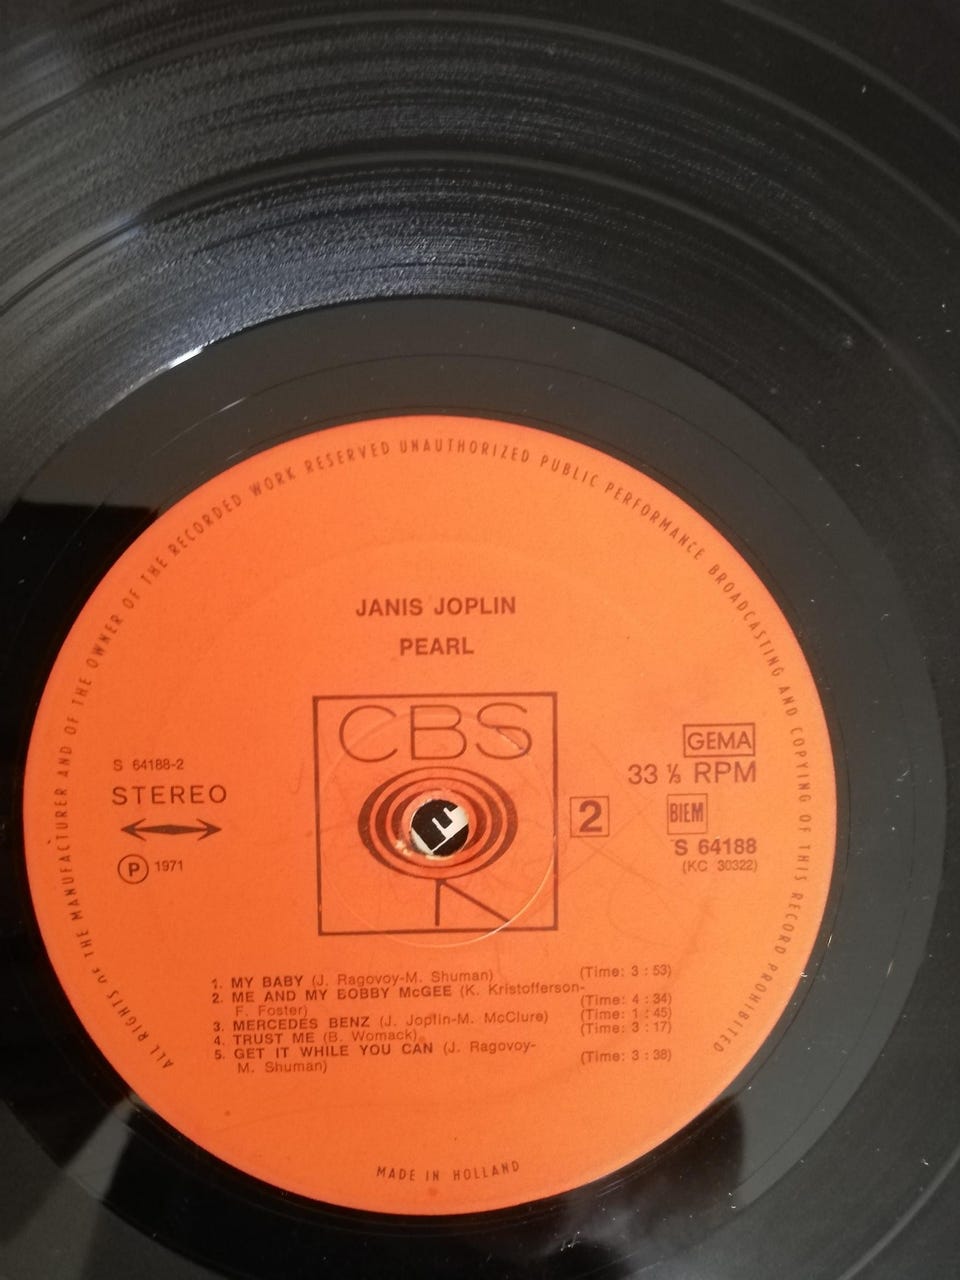 ALL RIGHTS OF THE MANUFACTURER AND OF THE OWNER OF THE RECORDED WORK RESERVED UNAUTHORIZED PUBLIC PERFORMANCE BROADCASTING AND COPYING OF THIS RECORD PROHIBITED
JANIS JOPLIN
PEARL
CBS
GEMA
S 64188-2
33 ⅓ RPM
STEREO
2
BIEM
S 64188
P 1971
(KC 30322)
1. MY BABY (J. Ragovoy-M. Shuman) (Time: 3 : 53)
2. ME AND MY BOBBY McGEE (K. Kristofferson-
F. Foster) (Time: 4 : 34)
3. MERCEDES BENZ (J. Joplin-M. McClure) (Time: 1 : 45)
4. TRUST ME (B. Womack) (Time: 3 : 17)
5. GET IT WHILE YOU CAN (J. Ragovoy-
M. Shuman) (Time: 3 : 38)
MADE IN HOLLAND